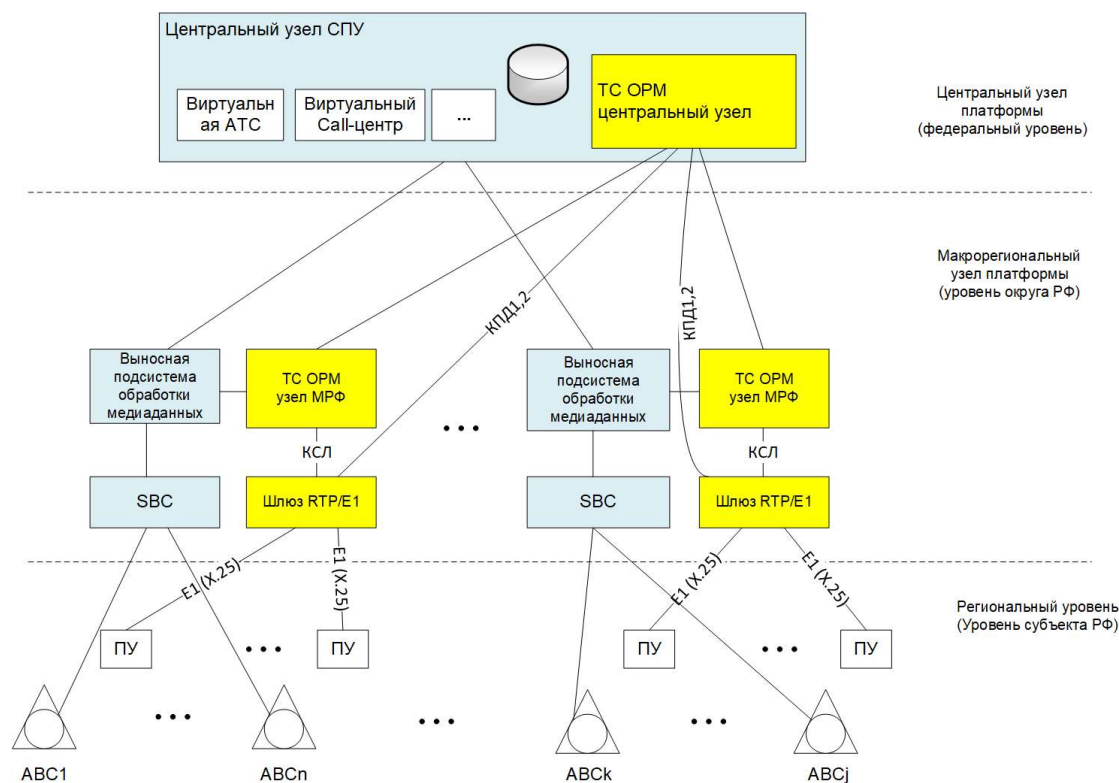 Центральный узел СПУ
Виртуальн
ая АТС
Виртуальный
Call-центр
...
ТС ОРМ
центральный узел
Центральный узел
платформы
(федеральный уровень)
Макрорегиональный
узел платформы
(уровень округа РФ)
КПД1,2
КПД1,2
Выносная
подсистема
обработки
медиаданных
ТС ОРМ
узел МРФ
...
Выносная
подсистема
обработки
медиаданных
ТС ОРМ
узел МРФ
КСЛ
КСЛ
SBC
Шлюз RTP/E1
SBC
Шлюз RTP/E1
E1 (X.25)
E1 (X.25)
E1 (X.25)
E1 (X.25)
Региональный уровень
(Уровень субъекта РФ)
ПУ
...
ПУ
ПУ
...
ПУ
...
...
...
ABC1
ABCn
ABCk
ABCj